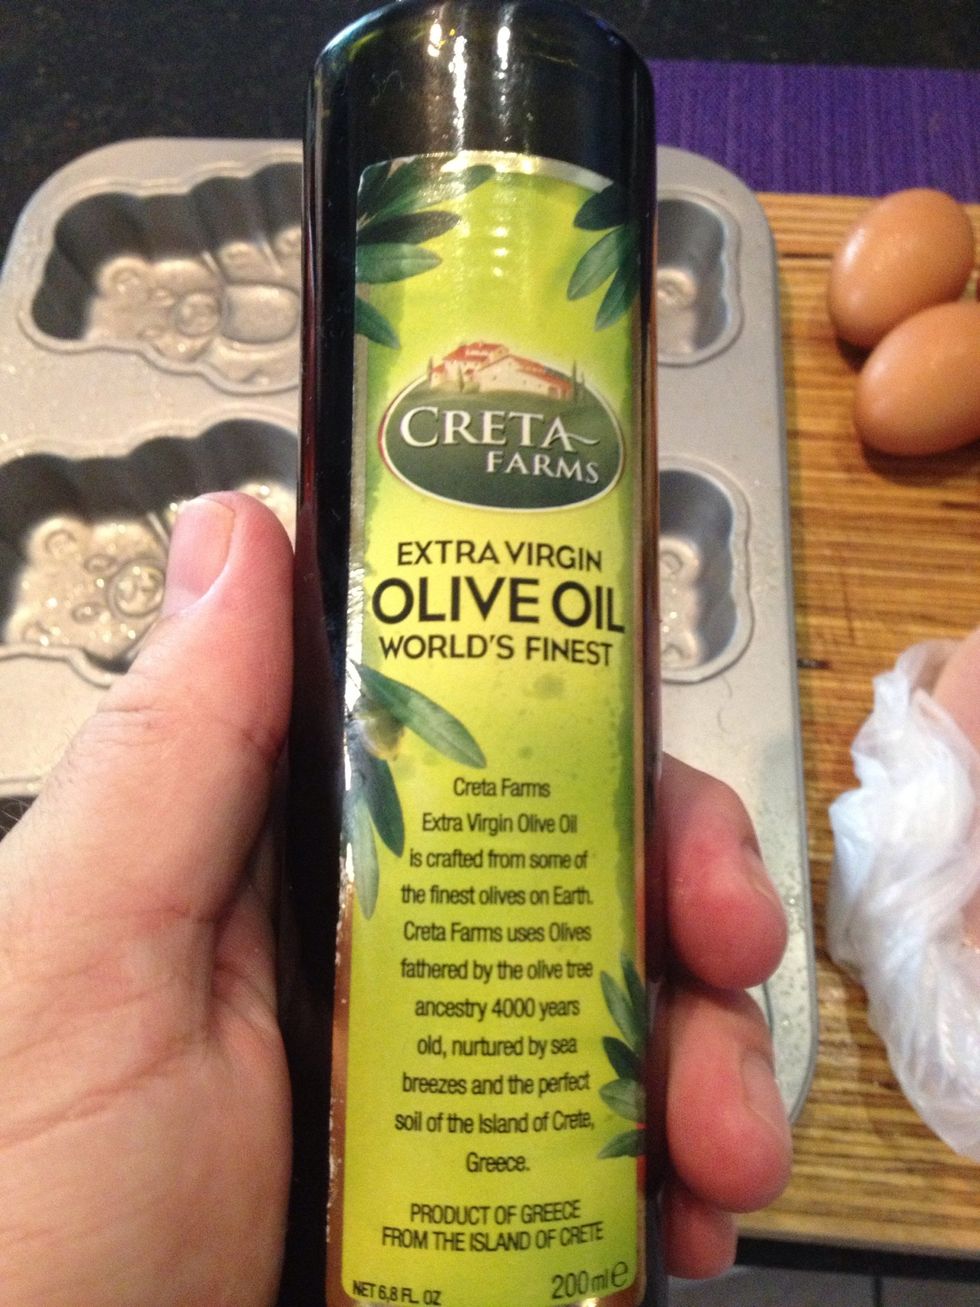 CRETA
FARMS
EXTRA VIRGIN
OLIVE OIL
WORLD'S FINEST
Creta Farms
Extra Virgin Olive Oil
is crafted from some of
the finest olives on Earth.
Creta Farms uses Olives
fathered by the olive tree
ancestry 4000 years
old, nurtured by sea
breezes and the perfect
soil of the Island of Crete,
Greece.
PRODUCT OF GREECE
FROM THE ISLAND OF CRETE
NET 6,8 FL. OZ 200 ml ℮